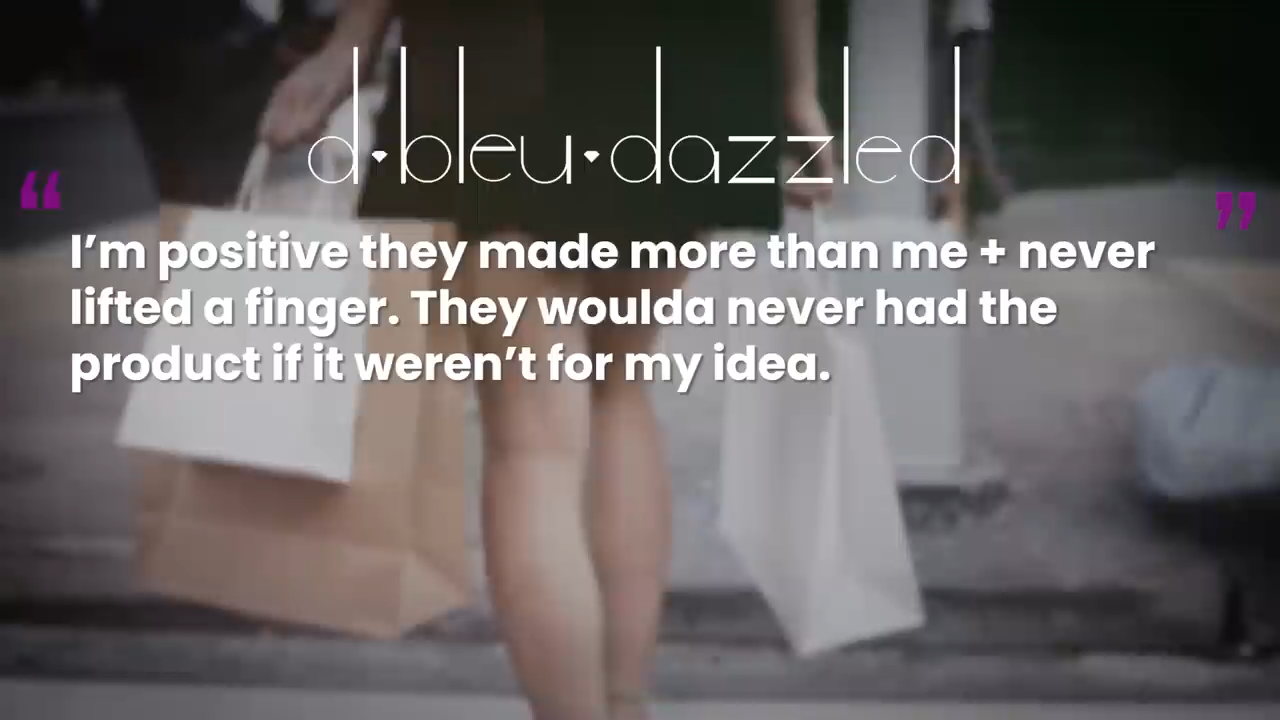 d•bleu•dazzled
“
”
I’m positive they made more than me + never
lifted a finger. They woulda never had the
product if it weren’t for my idea.